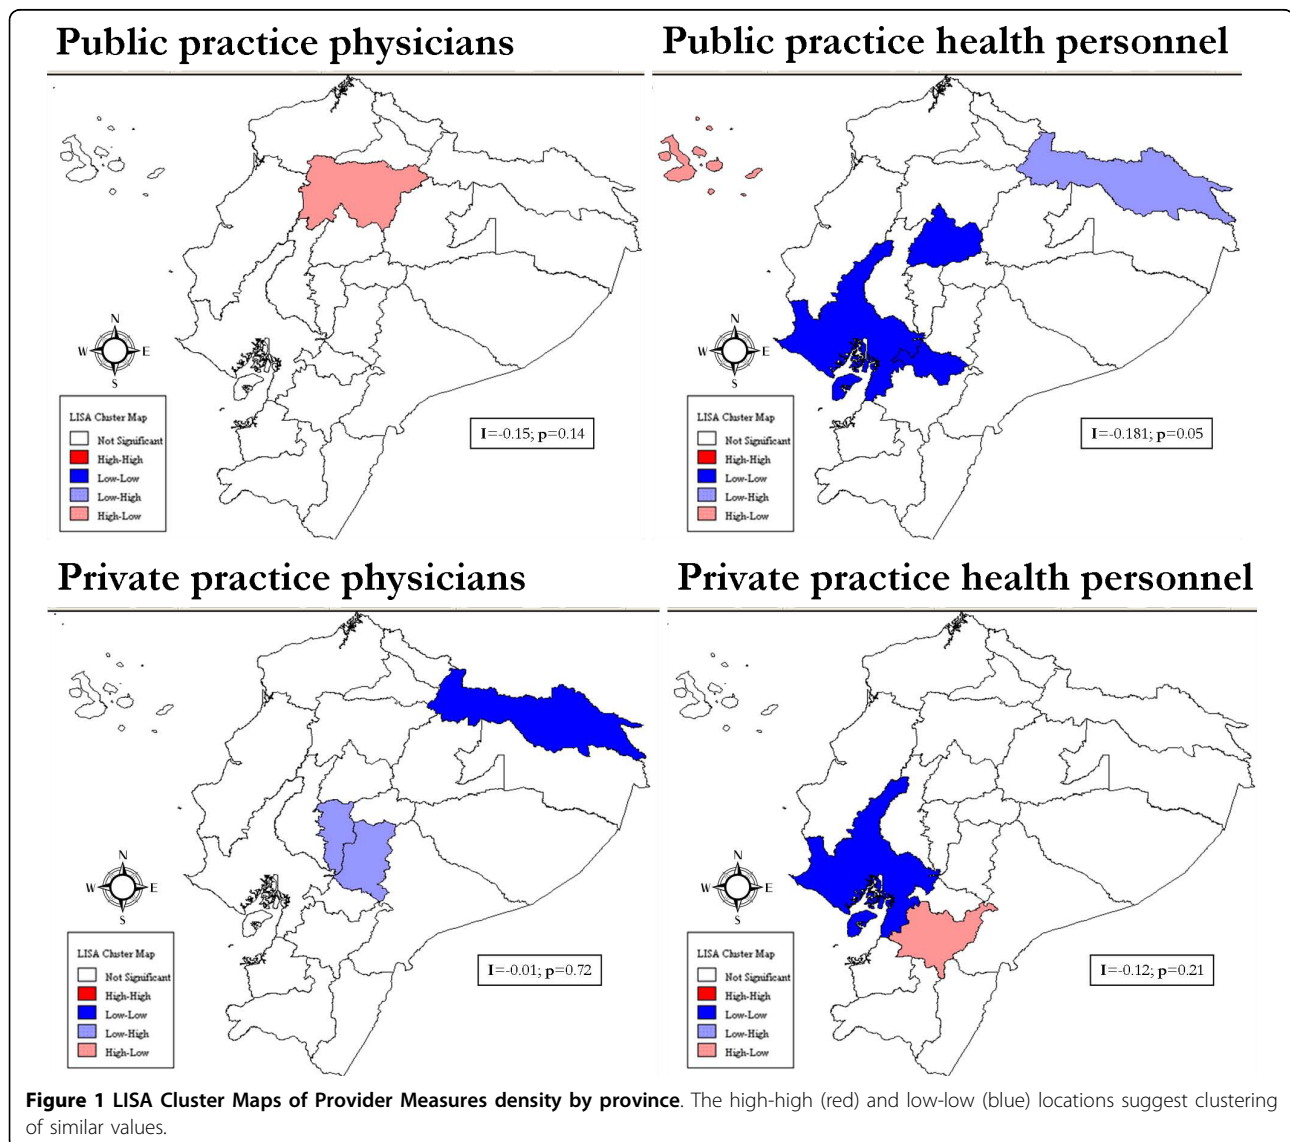 Public practice physicians
N
W E
S
LISA Cluster Map
Not Significant
High-High
Low-Low
Low-High
High-Low
I=-0.15; p=0.14
Public practice health personnel
N
W E
S
LISA Cluster Map
Not Significant
High-High
Low-Low
Low-High
High-Low
I=-0.181; p=0.05
Private practice physicians
N
W E
S
LISA Cluster Map
Not Significant
High-High
Low-Low
Low-High
High-Low
I=-0.01; p=0.72
Private practice health personnel
N
W E
S
LISA Cluster Map
Not Significant
High-High
Low-Low
Low-High
High-Low
I=-0.12; p=0.21
Figure 1 LISA Cluster Maps of Provider Measures density by province. The high-high (red) and low-low (blue) locations suggest clustering
of similar values.